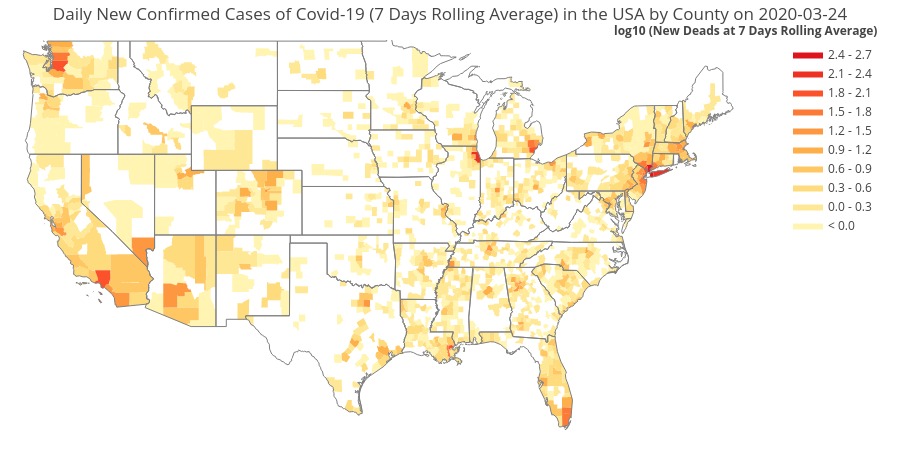 Daily New Confirmed Cases of Covid-19 (7 Days Rolling Average) in the USA by County on 2020-03-24
log10 (New Deads at 7 Days Rolling Average)
2.4 - 2.7
2.1 - 2.4
1.8 - 2.1
1.5 - 1.8
1.2 - 1.5
0.9 - 1.2
0.6 - 0.9
0.3 - 0.6
0.0 - 0.3
< 0.0